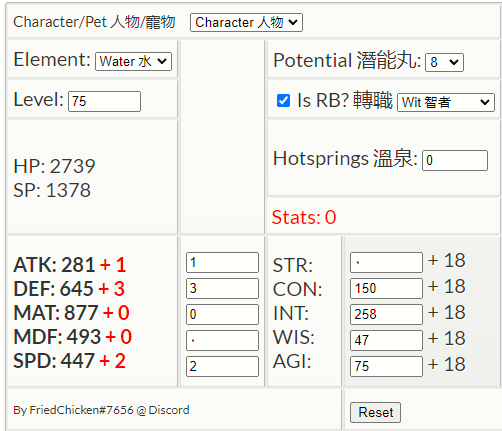 Character/Pet 人物/寵物 Character 人物
Element: Water 水
Potential 潛能丸: 8
Level: 75
Is RB? 轉職 Wit 智者
HP: 2739
SP: 1378
Hotsprings 溫泉: 0
Stats: 0
ATK: 281 + 1 1
DEF: 645 + 3 3
MAT: 877 + 0 0
MDF: 493 + 0
SPD: 447 + 2 2
STR: + 18
CON: 150 + 18
INT: 258 + 18
WIS: 47 + 18
AGI: 75 + 18
By FriedChicken#7656 @ Discord
Reset